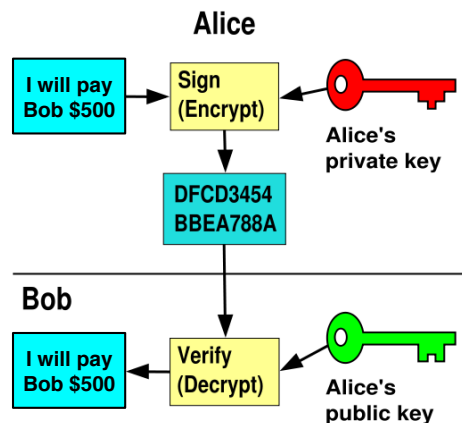 Alice
I will pay
Bob $500
Sign
(Encrypt)
Alice's
private key
DFCD3454
BBEA788A
Bob
I will pay
Bob $500
Verify
(Decrypt)
Alice's
public key